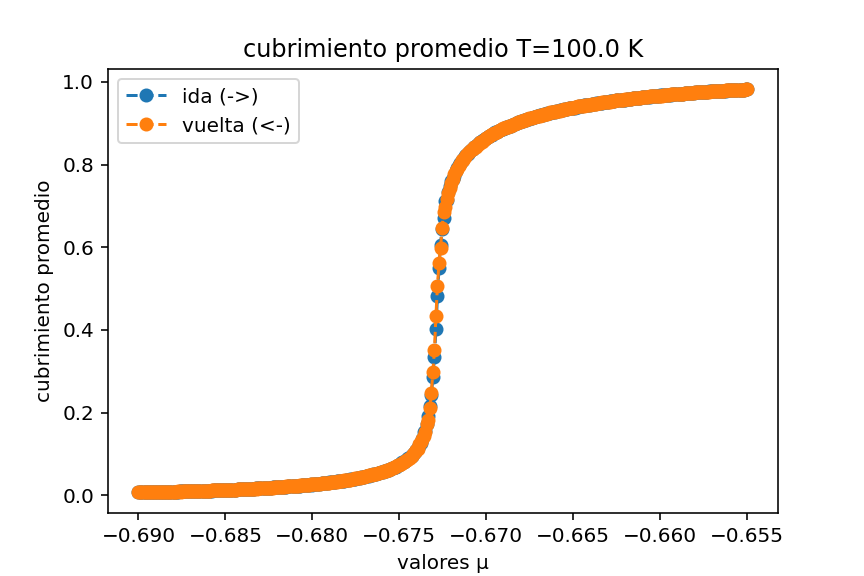 cubrimiento promedio T=100.0 K
ida (->)
vuelta (<-)
cubrimiento promedio
1.0
0.8
0.6
0.4
0.2
0.0
−0.690 −0.685 −0.680 −0.675 −0.670 −0.665 −0.660 −0.655
valores μ